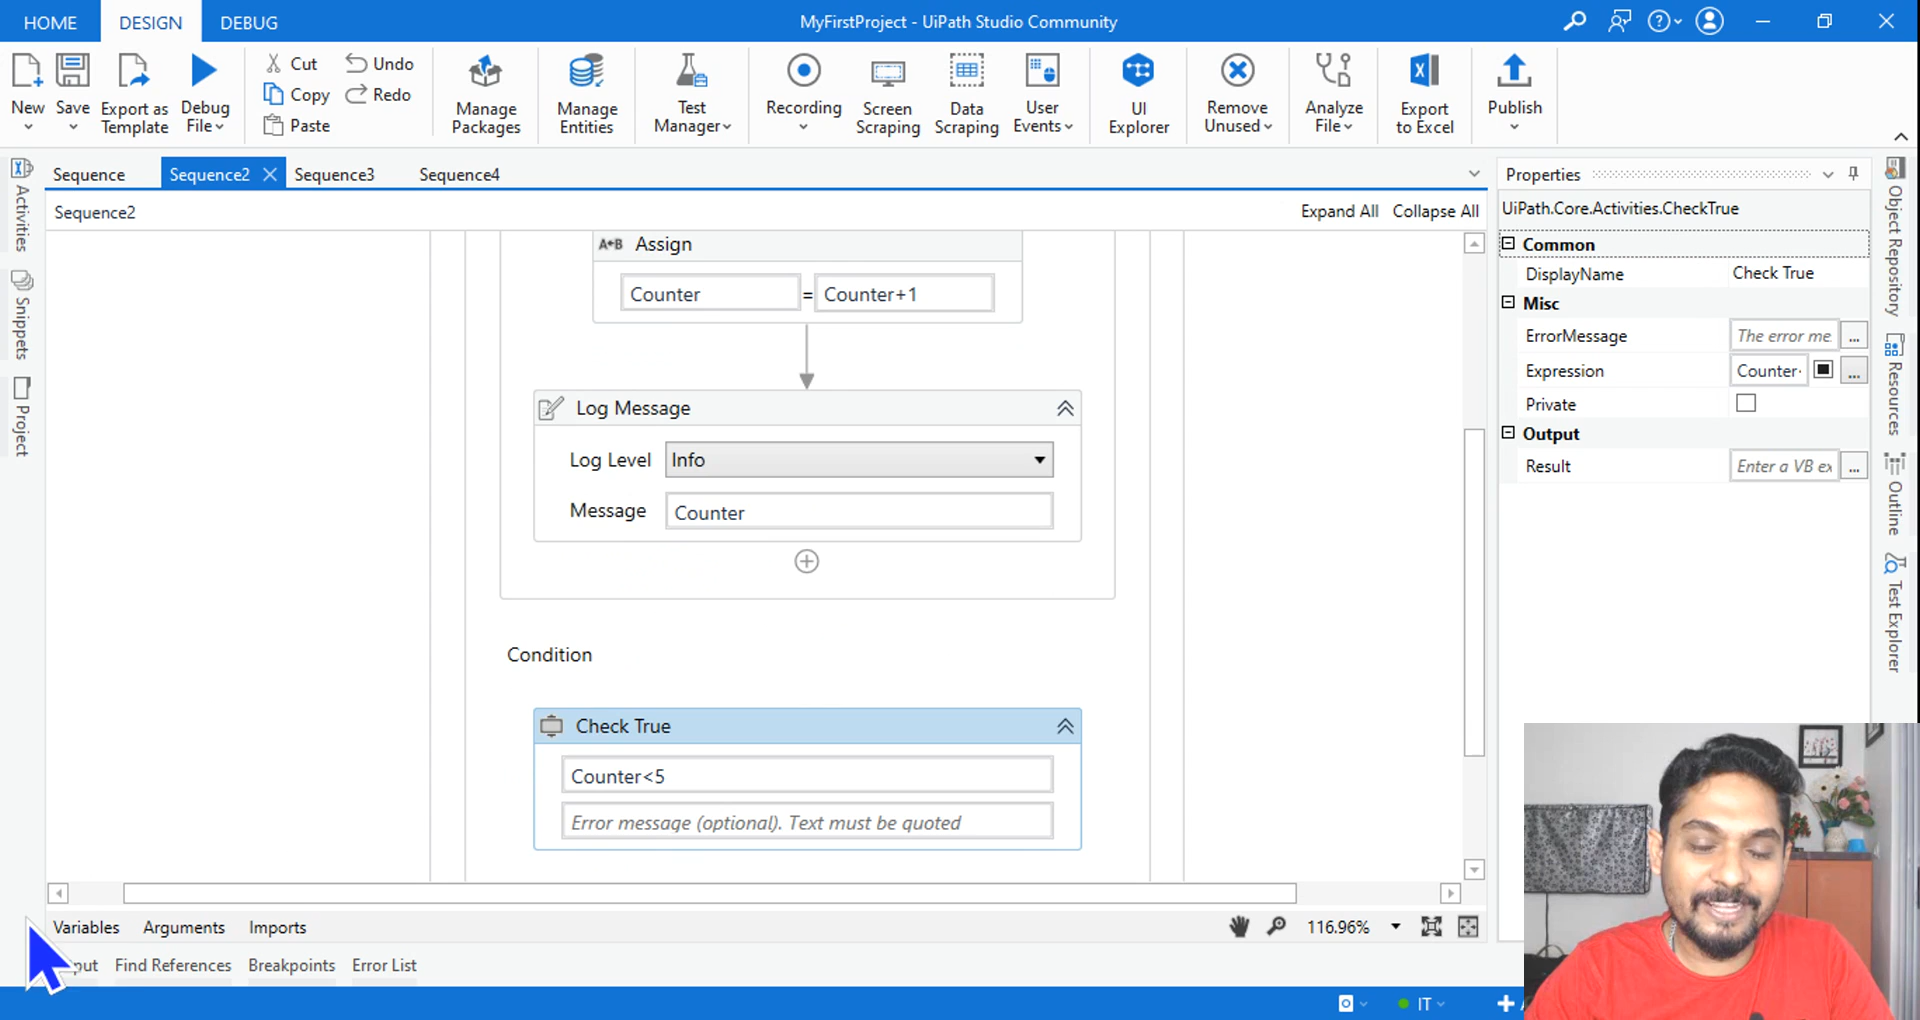 HOME DESIGN DEBUG MyFirstProject - UiPath Studio Community
New Save Export as Template Debug File Cut Copy Paste Undo Redo Manage Packages Manage Entities Test Manager Recording Screen Scraping Data Scraping User Events UI Explorer Remove Unused Analyze File Export to Excel Publish
Sequence Sequence2 Sequence3 Sequence4
Sequence2 Expand All Collapse All
Activities
Snippets
Project
A+B Assign
Counter = Counter+1
Log Message
Log Level Info
Message Counter
Condition
Check True
Counter<5
Error message (optional). Text must be quoted
Properties
UiPath.Core.Activities.CheckTrue
Common
DisplayName Check True
Misc
ErrorMessage The error me ...
Expression Counter ...
Private
Output
Result Enter a VB ex ...
Object Repository
Resources
Outline
Test Explorer
Variables Arguments Imports 116.96%
put Find References Breakpoints Error List
IT